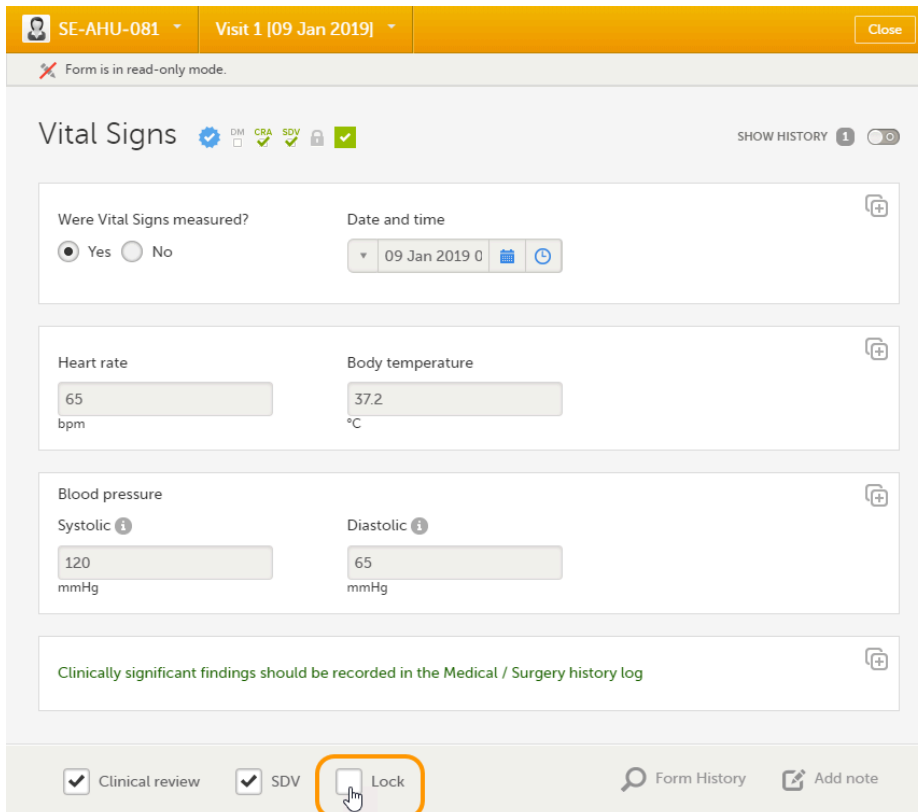 SE-AHU-081 Visit 1 [09 Jan 2019] Close
Form is in read-only mode.
Vital Signs DM CRA SDV SHOW HISTORY 1
Were Vital Signs measured? Date and time
Yes No 09 Jan 2019 0
Heart rate Body temperature
65 37.2
bpm °C
Blood pressure
Systolic i Diastolic i
120 65
mmHg mmHg
Clinically significant findings should be recorded in the Medical / Surgery history log
Clinical review SDV Lock Form History Add note